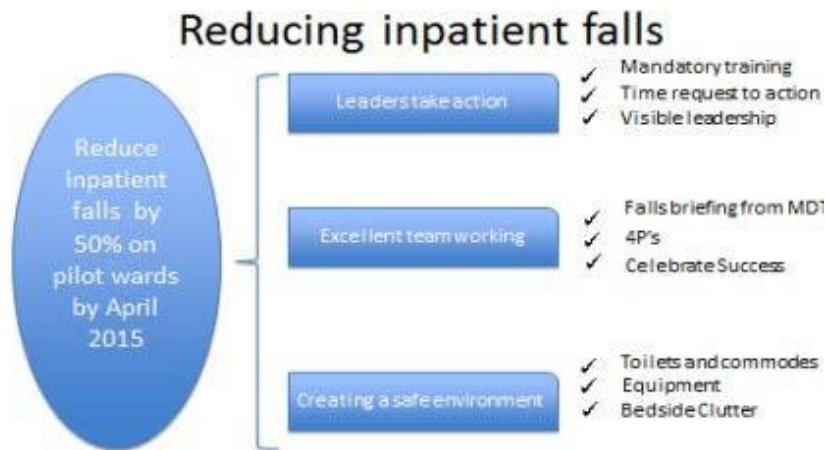 Reducing inpatient falls
Reduce
inpatient
falls by
50% on
pilot wards
by April
2015
Leaders take action
Mandatory training
Time request to action
Visible leadership
Excellent team working
Falls briefing from MDT
4P's
Celebrate Success
Creating a safe environment
Toilets and commodes
Equipment
Bedside Clutter